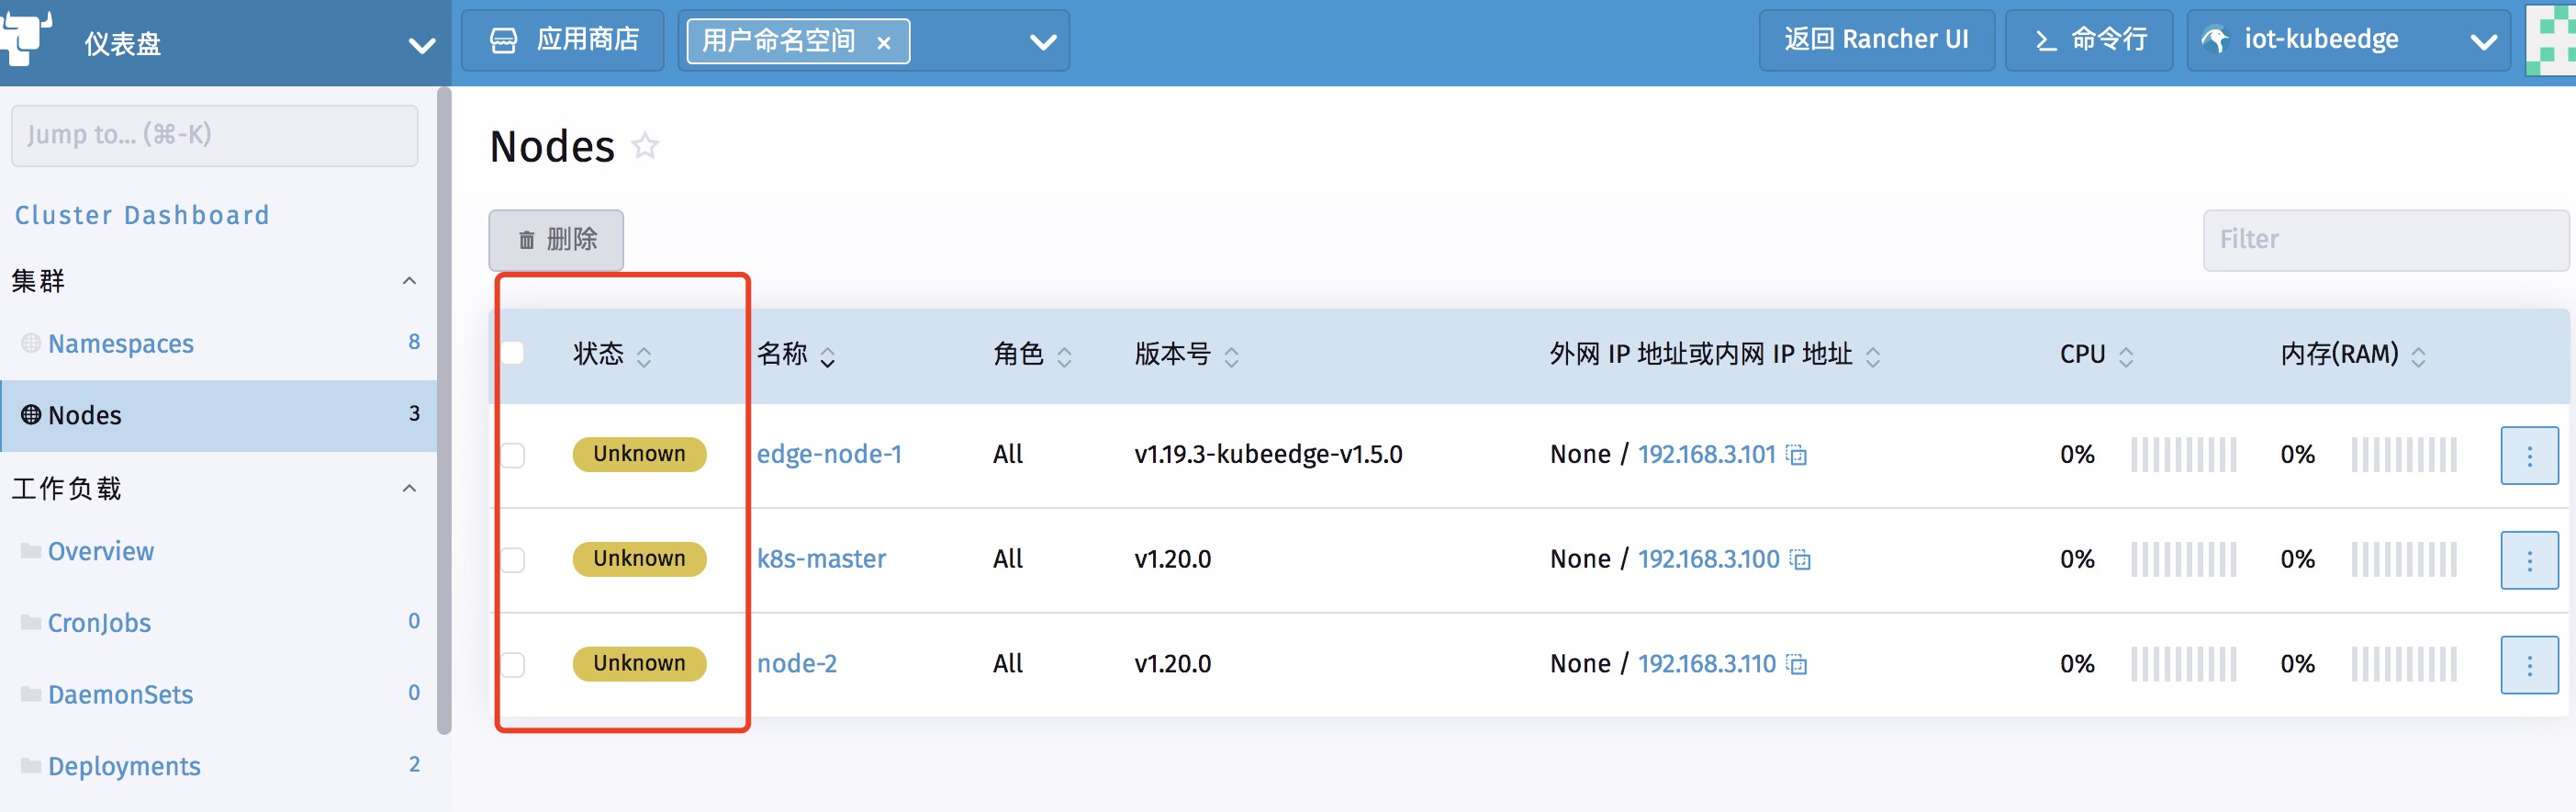 仪表盘
应用商店
用户命名空间 ×
返回 Rancher UI
>_ 命令行
iot-kubeedge
Jump to... (⌘-K)
Cluster Dashboard
集群
Namespaces 8
Nodes 3
工作负载
Overview
CronJobs 0
DaemonSets 0
Deployments 2
Nodes
删除
Filter
状态 名称 角色 版本号 外网 IP 地址或内网 IP 地址 CPU 内存(RAM)
Unknown edge-node-1 All v1.19.3-kubeedge-v1.5.0 None / 192.168.3.101 0% 0%
Unknown k8s-master All v1.20.0 None / 192.168.3.100 0% 0%
Unknown node-2 All v1.20.0 None / 192.168.3.110 0% 0%